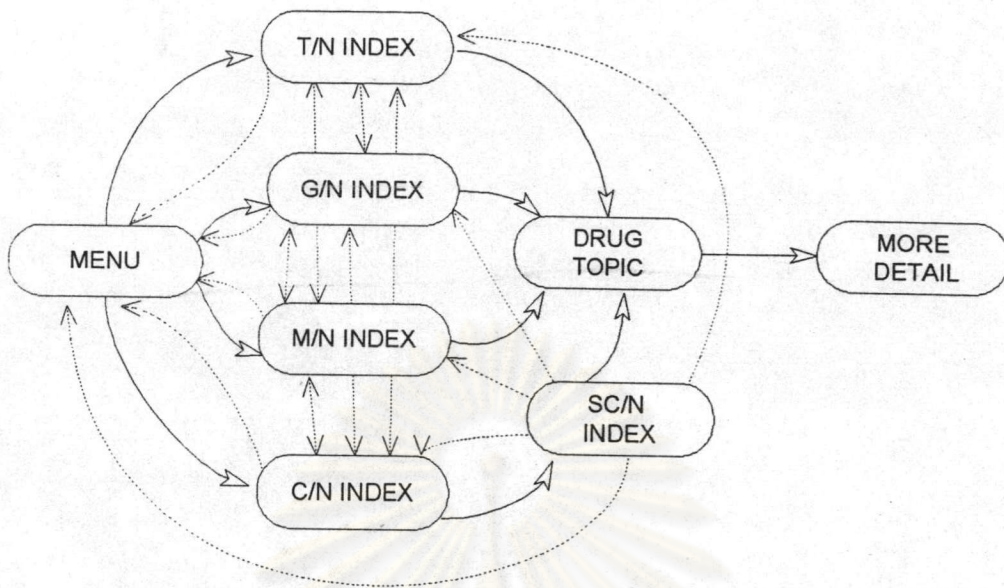 T/N INDEX
G/N INDEX
MENU
DRUG
TOPIC
MORE
DETAIL
M/N INDEX
SC/N
INDEX
C/N INDEX